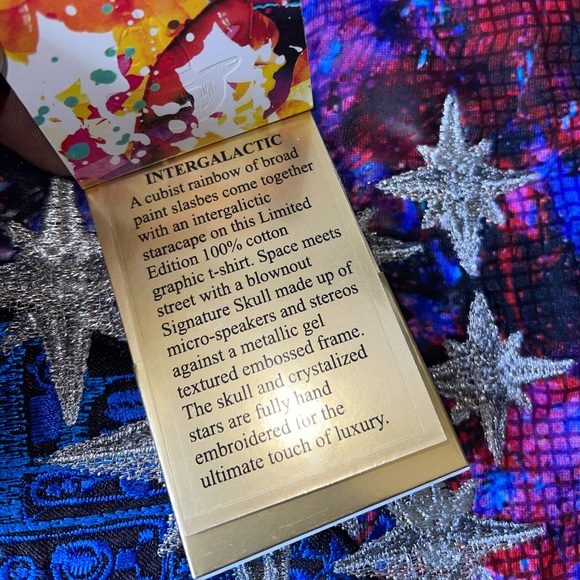 INTERGALACTIC
A cubist rainbow of broad
paint slasbes come together
with an intergalictic
staracape on this Limited
Edition 100% cotton
graphic t-shirt. Space meets
street with a blownout
Signature Skull made up of
micro-speakers and stereos
against a metallic gel
textured embossed frame.
The skull and crystalized
stars are fully hand
embroidered for the
ultimate touch of luxury.